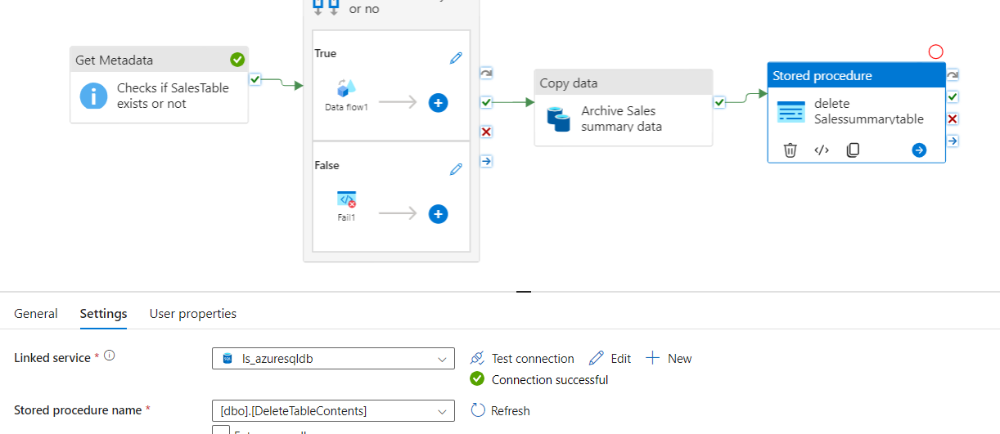 or no
Get Metadata
Checks if SalesTable
exists or not
True
Data flow1
False
Fail1
Copy data
Archive Sales
summary data
Stored procedure
delete
Salessummarytable
General
Settings
User properties
Linked service *
ls_azuresqldb
Test connection
Edit
New
Connection successful
Stored procedure name *
[dbo].[DeleteTableContents]
Refresh